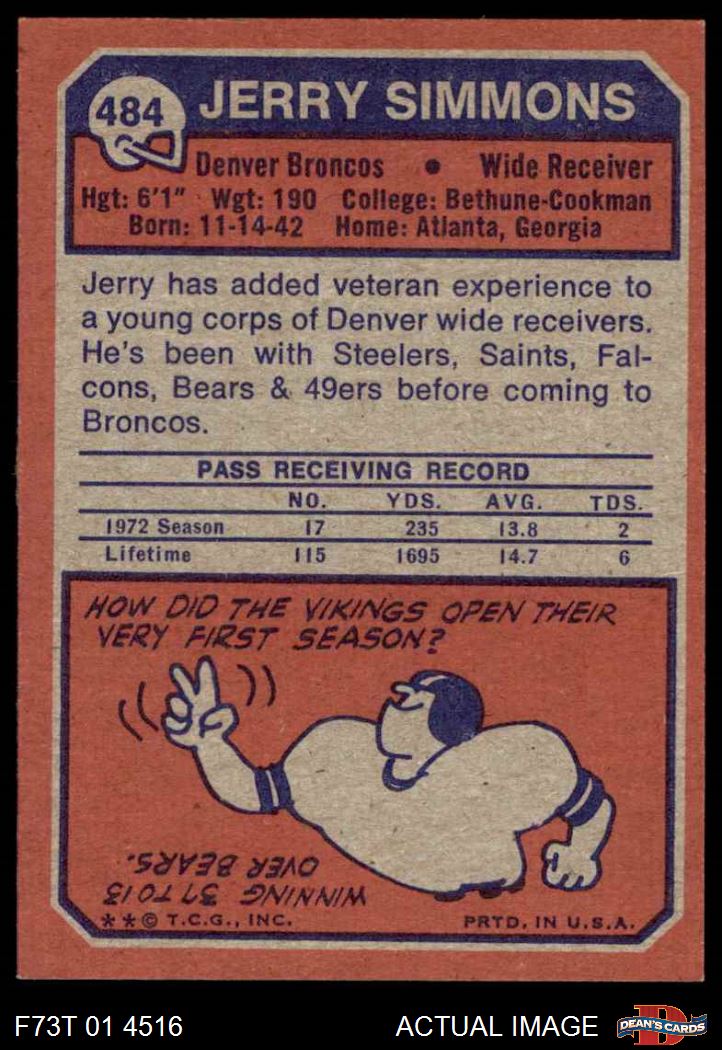 484
JERRY SIMMONS
Denver Broncos • Wide Receiver
Hgt: 6'1" Wgt: 190 College: Bethune-Cookman
Born: 11-14-42 Home: Atlanta, Georgia
Jerry has added veteran experience to
a young corps of Denver wide receivers.
He's been with Steelers, Saints, Fal-
cons, Bears & 49ers before coming to
Broncos.
PASS RECEIVING RECORD
NO. YDS. AVG. TDS.
1972 Season 17 235 13.8 2
Lifetime 115 1695 14.7 6
HOW DID THE VIKINGS OPEN THEIR
VERY FIRST SEASON?
WINNING 37 TO 13
OVER BEARS.
**© T.C.G., INC. PRTD. IN U.S.A.
F73T 01 4516 ACTUAL IMAGE
D
DEAN'S CARDS